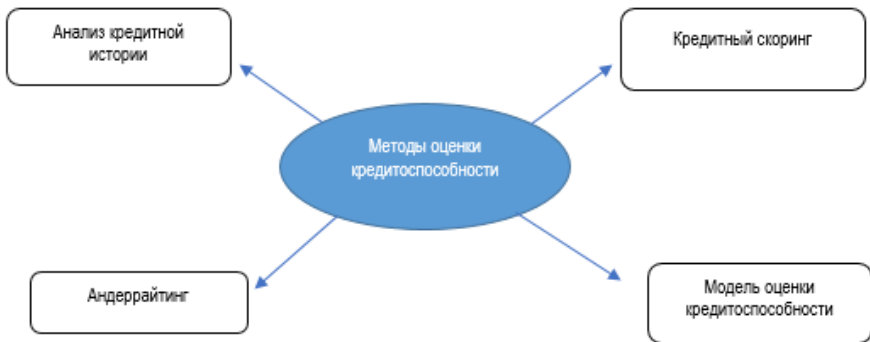 Анализ кредитной
истории
Кредитный скоринг
Методы оценки
кредитоспособности
Андеррайтинг
Модель оценки
кредитоспособности